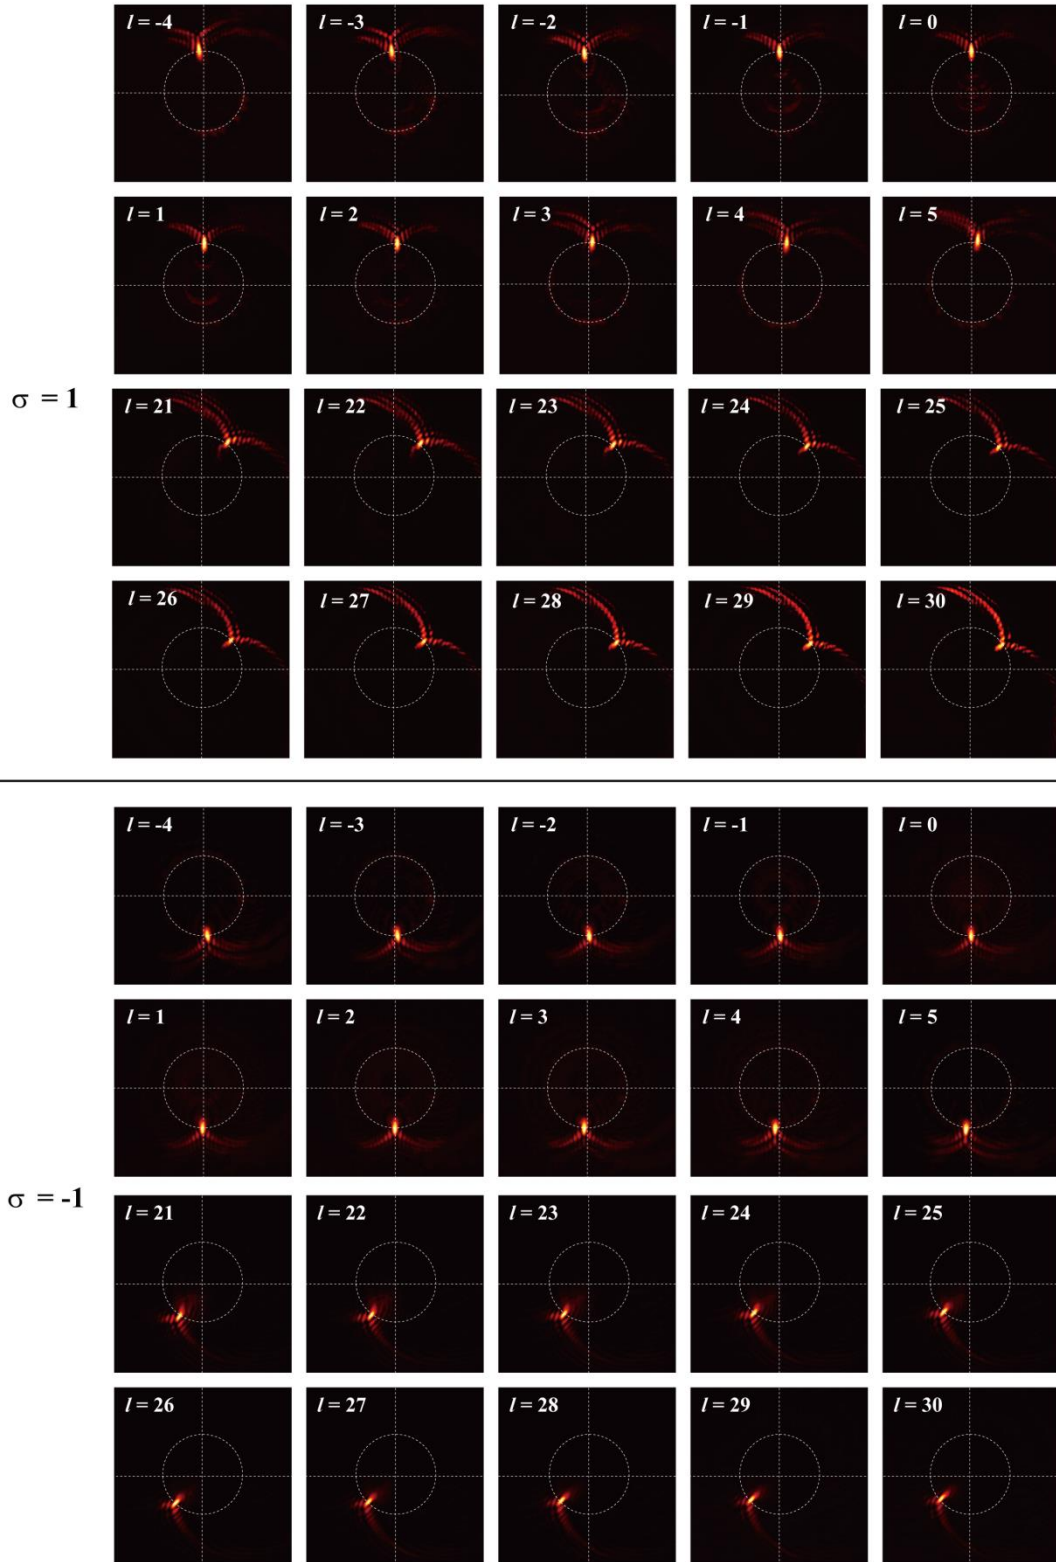 l = -4
l = -3
l = -2
l = -1
l = 0
l = 1
l = 2
l = 3
l = 4
l = 5
σ = 1
l = 21
l = 22
l = 23
l = 24
l = 25
l = 26
l = 27
l = 28
l = 29
l = 30
l = -4
l = -3
l = -2
l = -1
l = 0
l = 1
l = 2
l = 3
l = 4
l = 5
σ = -1
l = 21
l = 22
l = 23
l = 24
l = 25
l = 26
l = 27
l = 28
l = 29
l = 30